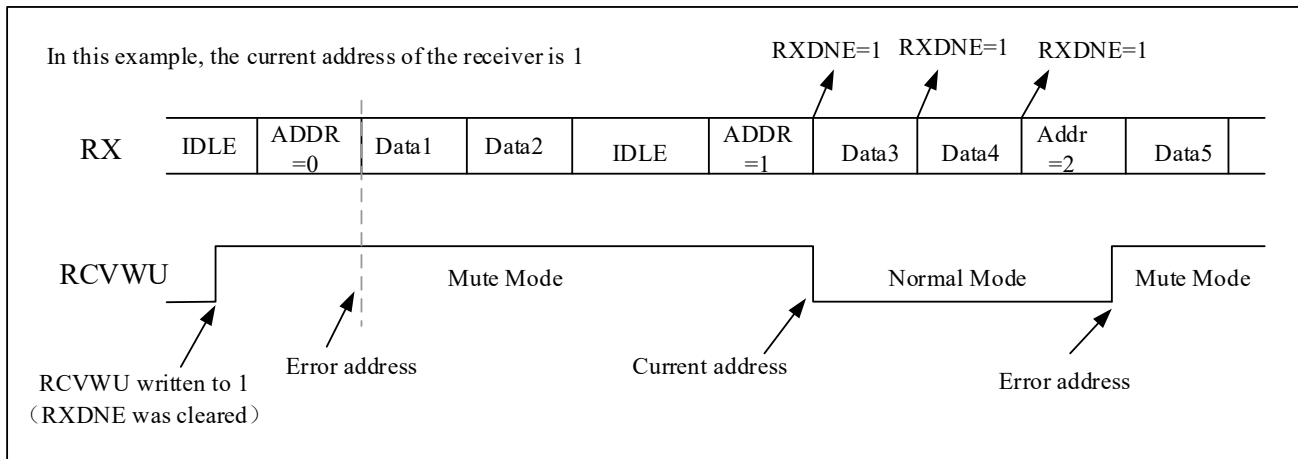 In this example, the current address of the receiver is 1
RXDNE=1
RXDNE=1
RXDNE=1
RX
IDLE
ADDR
=0
Data1
Data2
IDLE
ADDR
=1
Data3
Data4
Addr
=2
Data5
RCVWU
Mute Mode
Normal Mode
Mute Mode
Error address
Current address
Error address
RCVWU written to 1
（RXDNE was cleared）